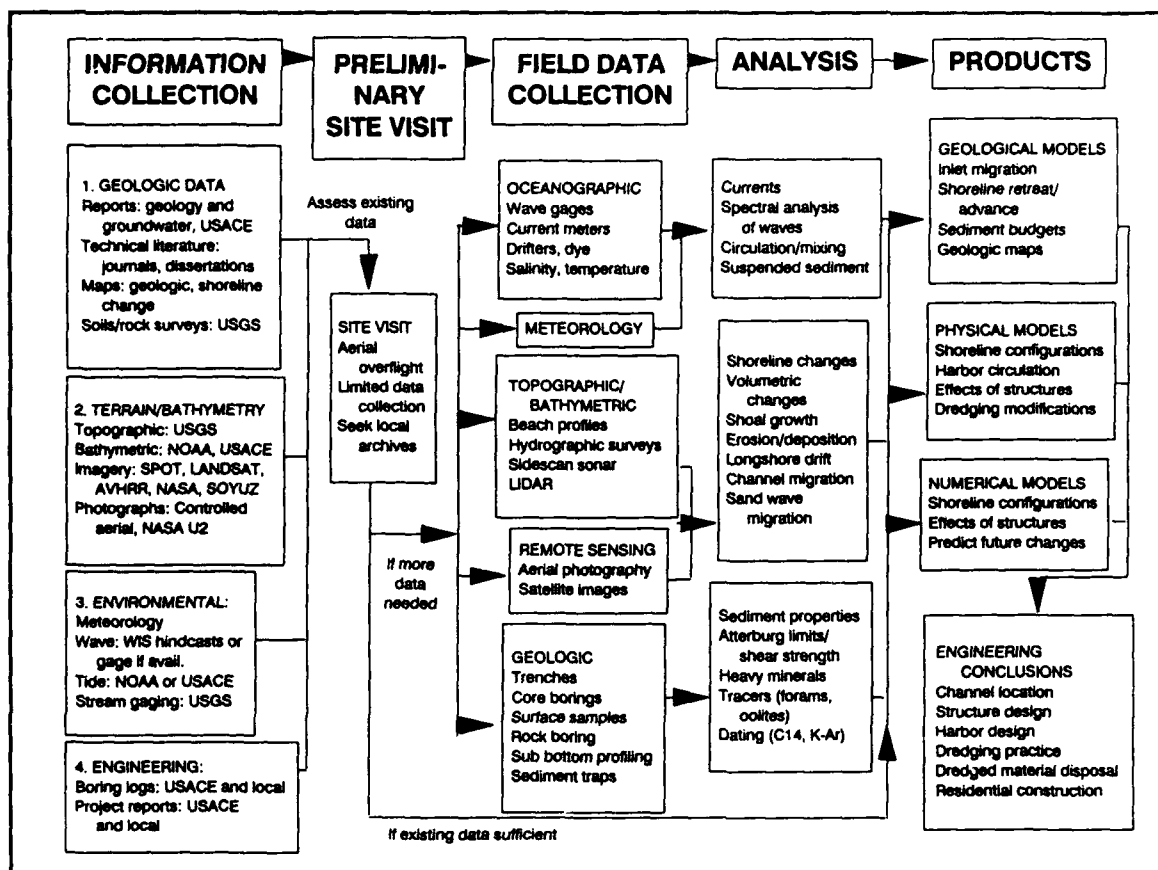 INFORMATION
COLLECTION
PRELIMI-
NARY
SITE VISIT
FIELD DATA
COLLECTION
ANALYSIS
PRODUCTS
1. GEOLOGIC DATA
Reports: geology and
groundwater, USACE
Technical literature:
journals, dissertations
Maps: geologic, shoreline
change
Soils/rock surveys: USGS
2. TERRAIN/BATHYMETRY
Topographic: USGS
Bathymetric: NOAA, USACE
Imagery: SPOT, LANDSAT,
AVHRR, NASA, SOYUZ
Photographs: Controlled
aerial, NASA U2
3. ENVIRONMENTAL:
Meteorology
Wave: WIS hindcasts or
gage if avail.
Tide: NOAA or USACE
Stream gaging: USGS
4. ENGINEERING:
Boring logs: USACE and local
Project reports: USACE
and local
Assess existing
data
SITE VISIT
Aerial
overflight
Limited data
collection
Seek local
archives
If more
data
needed
If existing data sufficient
OCEANOGRAPHIC
Wave gages
Current meters
Drifters, dye
Salinity, temperature
METEOROLOGY
TOPOGRAPHIC/
BATHYMETRIC
Beach profiles
Hydrographic surveys
Sidescan sonar
LIDAR
REMOTE SENSING
Aerial photography
Satellite images
GEOLOGIC
Trenches
Core borings
Surface samples
Rock boring
Sub bottom profiling
Sediment traps
Currents
Spectral analysis
of waves
Circulation/mixing
Suspended sediment
Shoreline changes
Volumetric
changes
Shoal growth
Erosion/deposition
Longshore drift
Channel migration
Sand wave
migration
Sediment properties
Atterburg limits/
shear strength
Heavy minerals
Tracers (forams,
oolites)
Dating (C14, K-Ar)
GEOLOGICAL MODELS
Inlet migration
Shoreline retreat/
advance
Sediment budgets
Geologic maps
PHYSICAL MODELS
Shoreline configurations
Harbor circulation
Effects of structures
Dredging modifications
NUMERICAL MODELS
Shoreline configurations
Effects of structures
Predict future changes
ENGINEERING
CONCLUSIONS
Channel location
Structure design
Harbor design
Dredging practice
Dredged material disposal
Residential construction